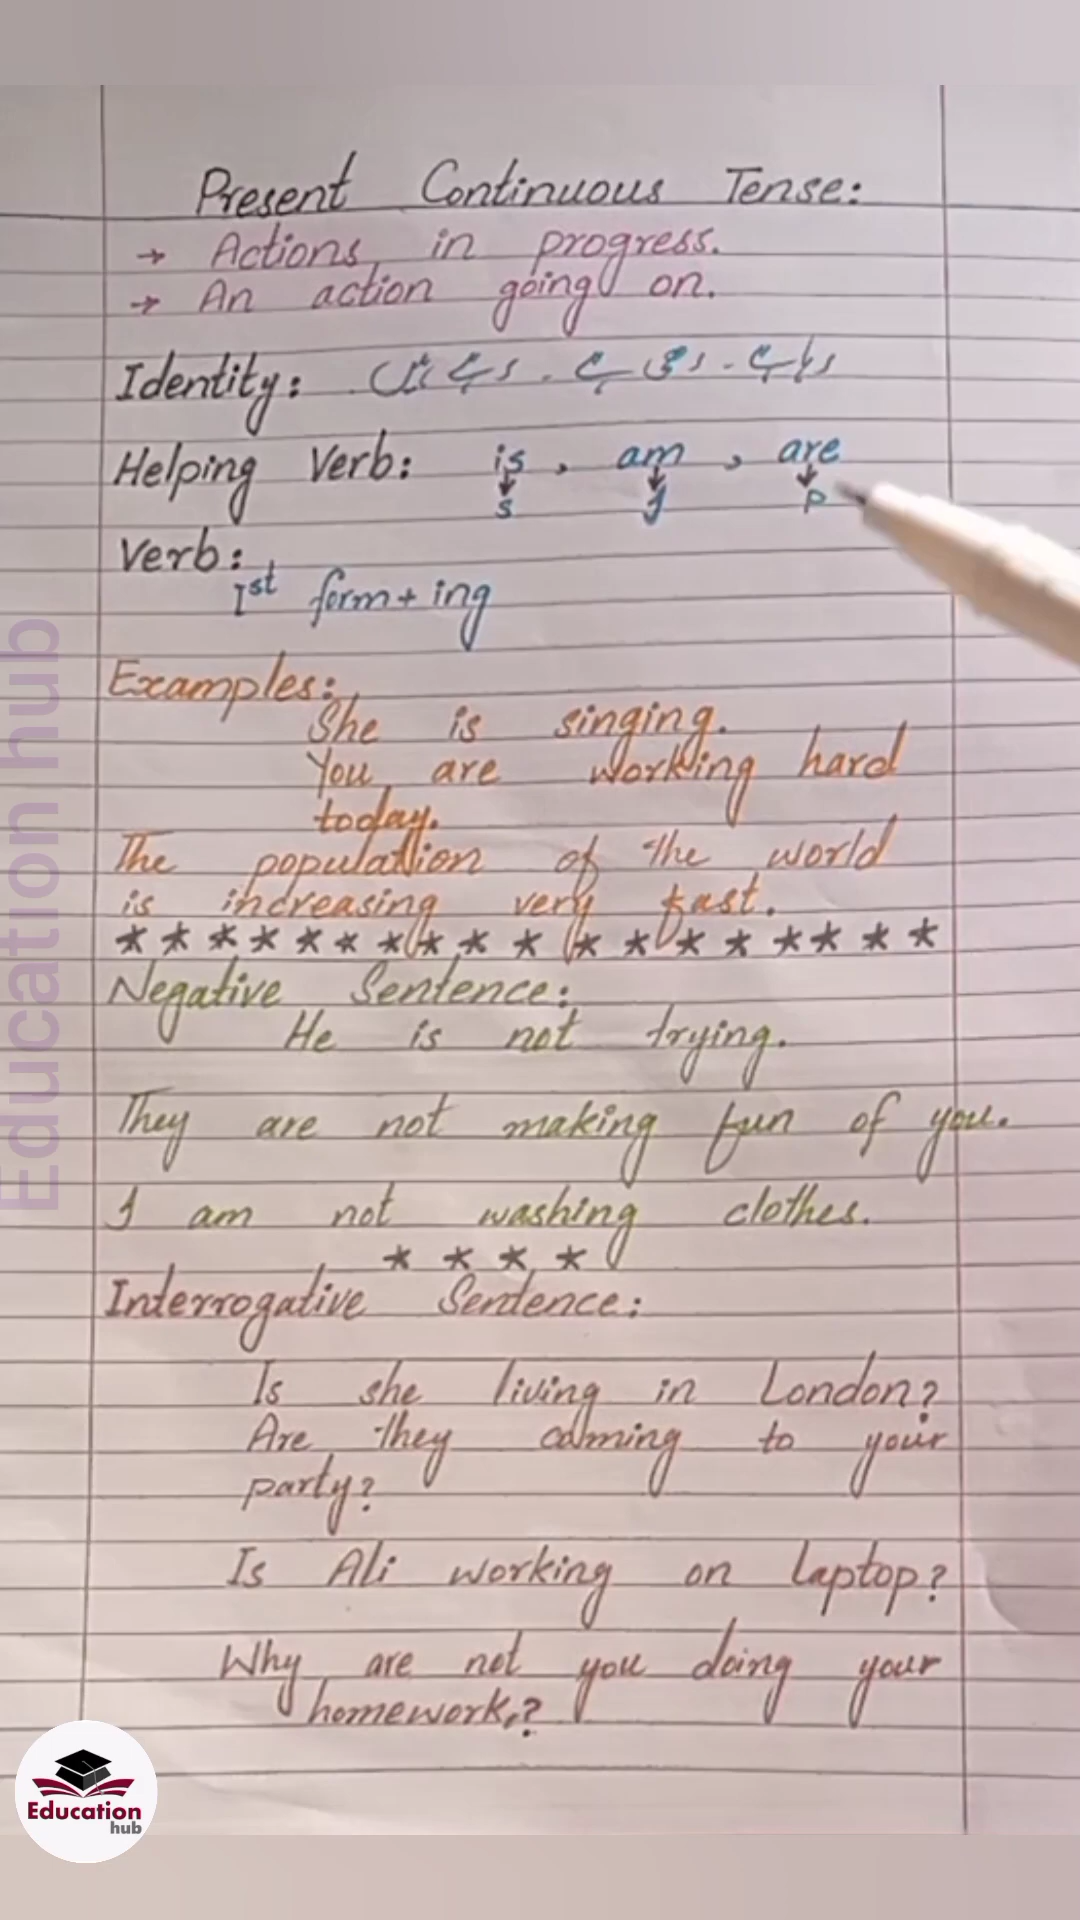 Present Continuous Tense:
→ Actions in progress.
→ An action going on.
Identity: رہا ہے - رہی ہے - رہے ہیں
Helping Verb: is , am , are
↓ ↓ ↓
s I P
Verb:
Ist form + ing
Examples:
She is singing.
You are working hard
today.
The population of the world
is increasing very fast.
* * * * * * * * * * * * * * * * * *
Negative Sentence:
He is not trying.
They are not making fun of you.
I am not washing clothes.
* * * *
Interrogative Sentence:
Is she living in London?
Are they coming to your
party?
Is Ali working on laptop?
Why are not you doing your
homework?
Education hub
Education
hub